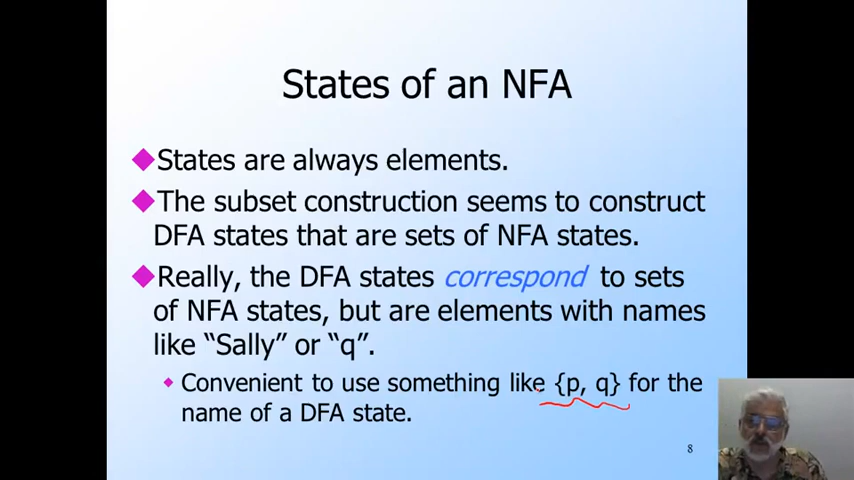 States of an NFA
States are always elements.
The subset construction seems to construct
DFA states that are sets of NFA states.
Really, the DFA states correspond to sets
of NFA states, but are elements with names
like “Sally” or “q”.
Convenient to use something like {p, q} for the
name of a DFA state.
8